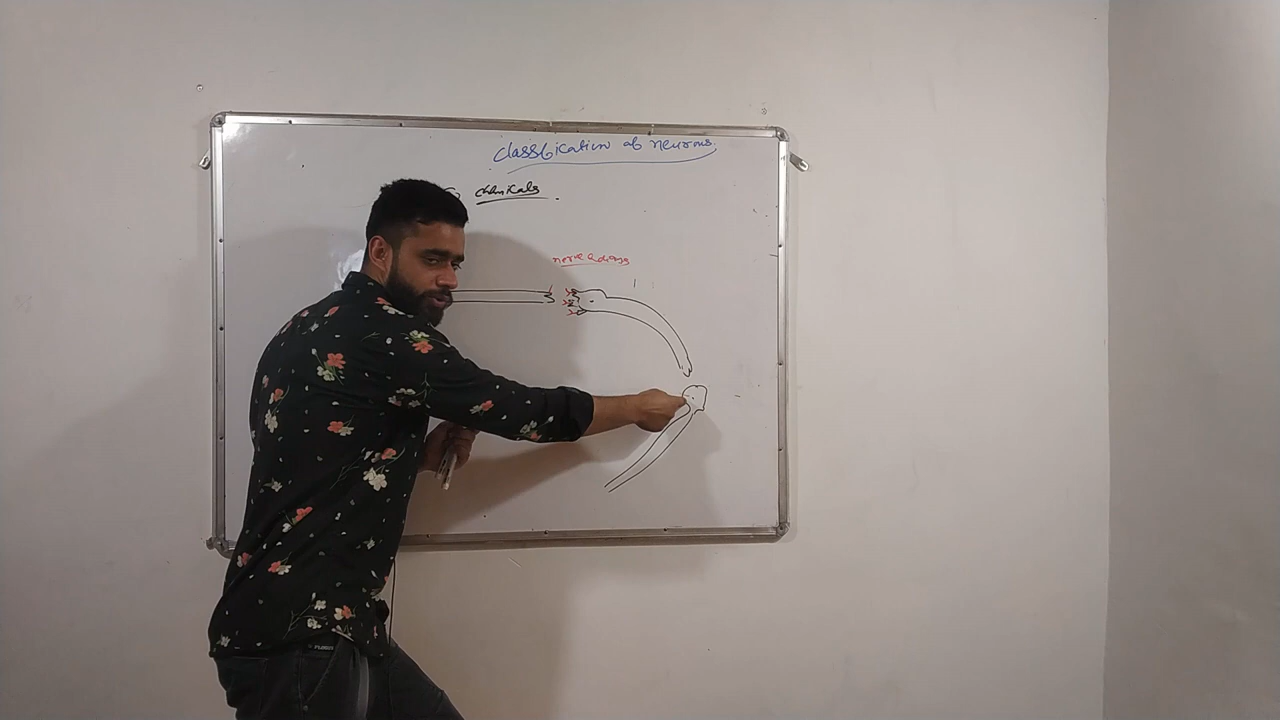 classification of neurons.
chemicals
nerve endings